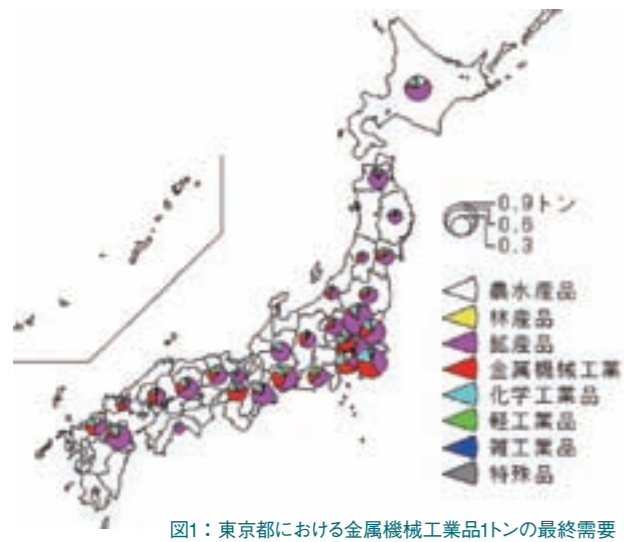 0.9トン
0.6
0.3
農水産品
林産品
鉱産品
金属機械工業
化学工業品
軽工業品
雑工業品
特殊品
図1：東京都における金属機械工業品1トンの最終需要